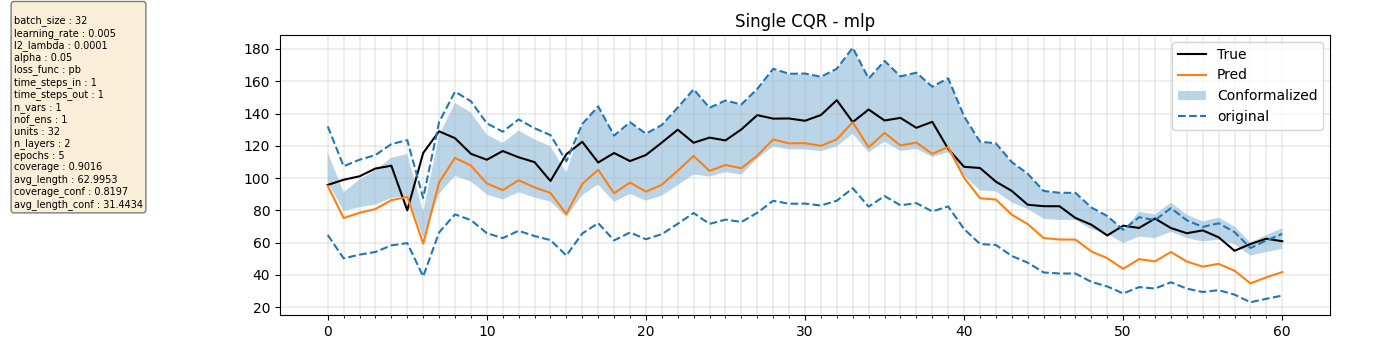 batch_size : 32
learning_rate : 0.005
l2_lambda : 0.0001
alpha : 0.05
loss_func : pb
time_steps_in : 1
time_steps_out : 1
n_vars : 1
nof_ens : 1
units : 32
n_layers : 2
epochs : 5
coverage : 0.9016
avg_length : 62.9953
coverage_conf : 0.8197
avg_length_conf : 31.4434
Single CQR - mlp
180
160
140
120
100
80
60
40
20
True
Pred
Conformalized
original
0 10 20 30 40 50 60